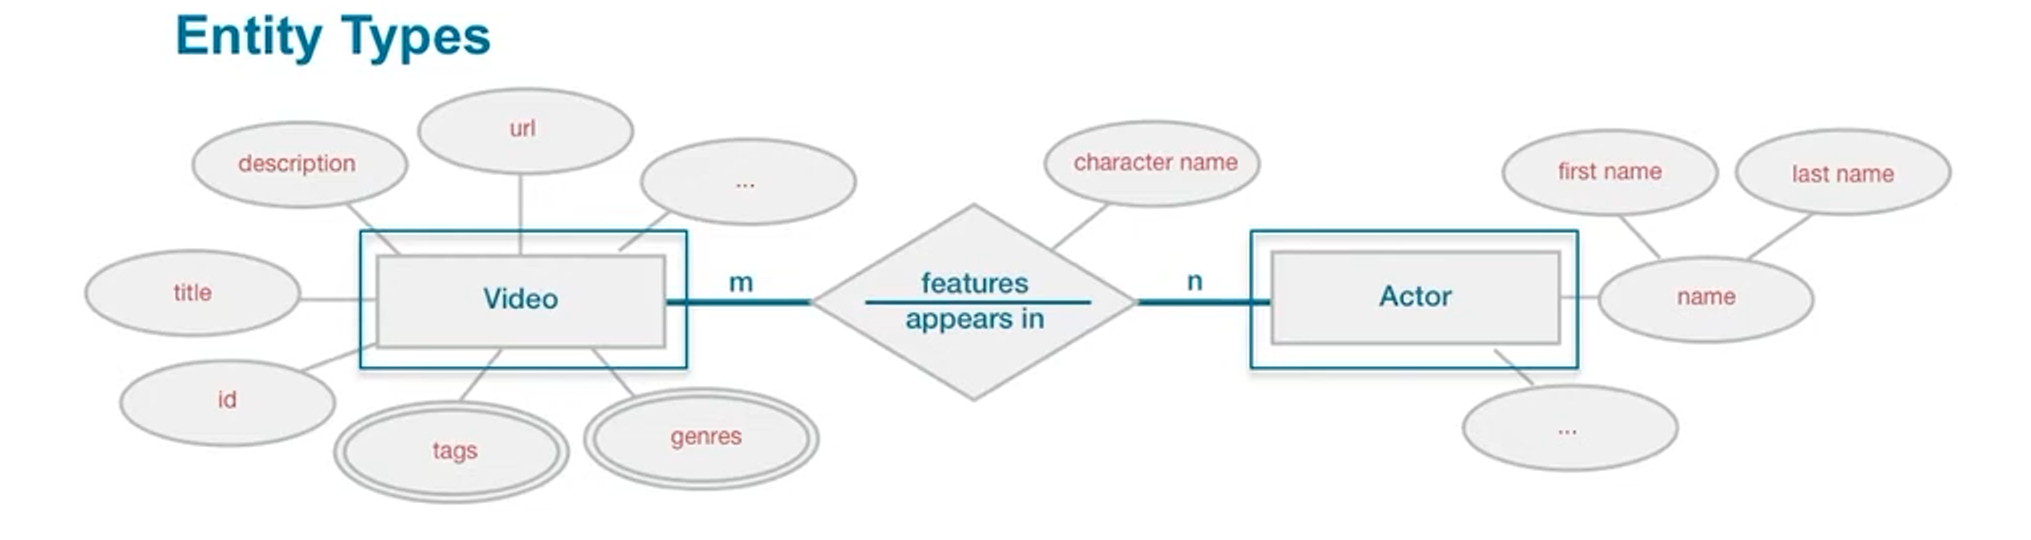 Entity Types
url
description
...
character name
first name
last name
title
Video
m
features
appears in
n
Actor
name
id
tags
genres
...